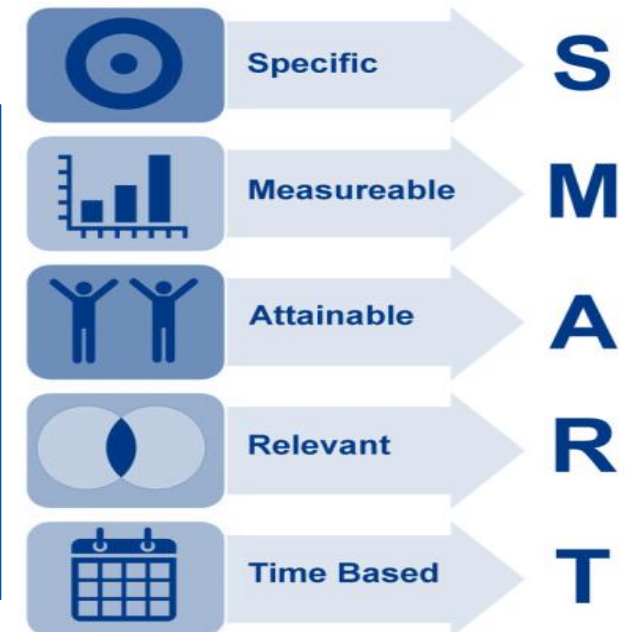 Specific S
Measureable M
Attainable A
Relevant R
Time Based T